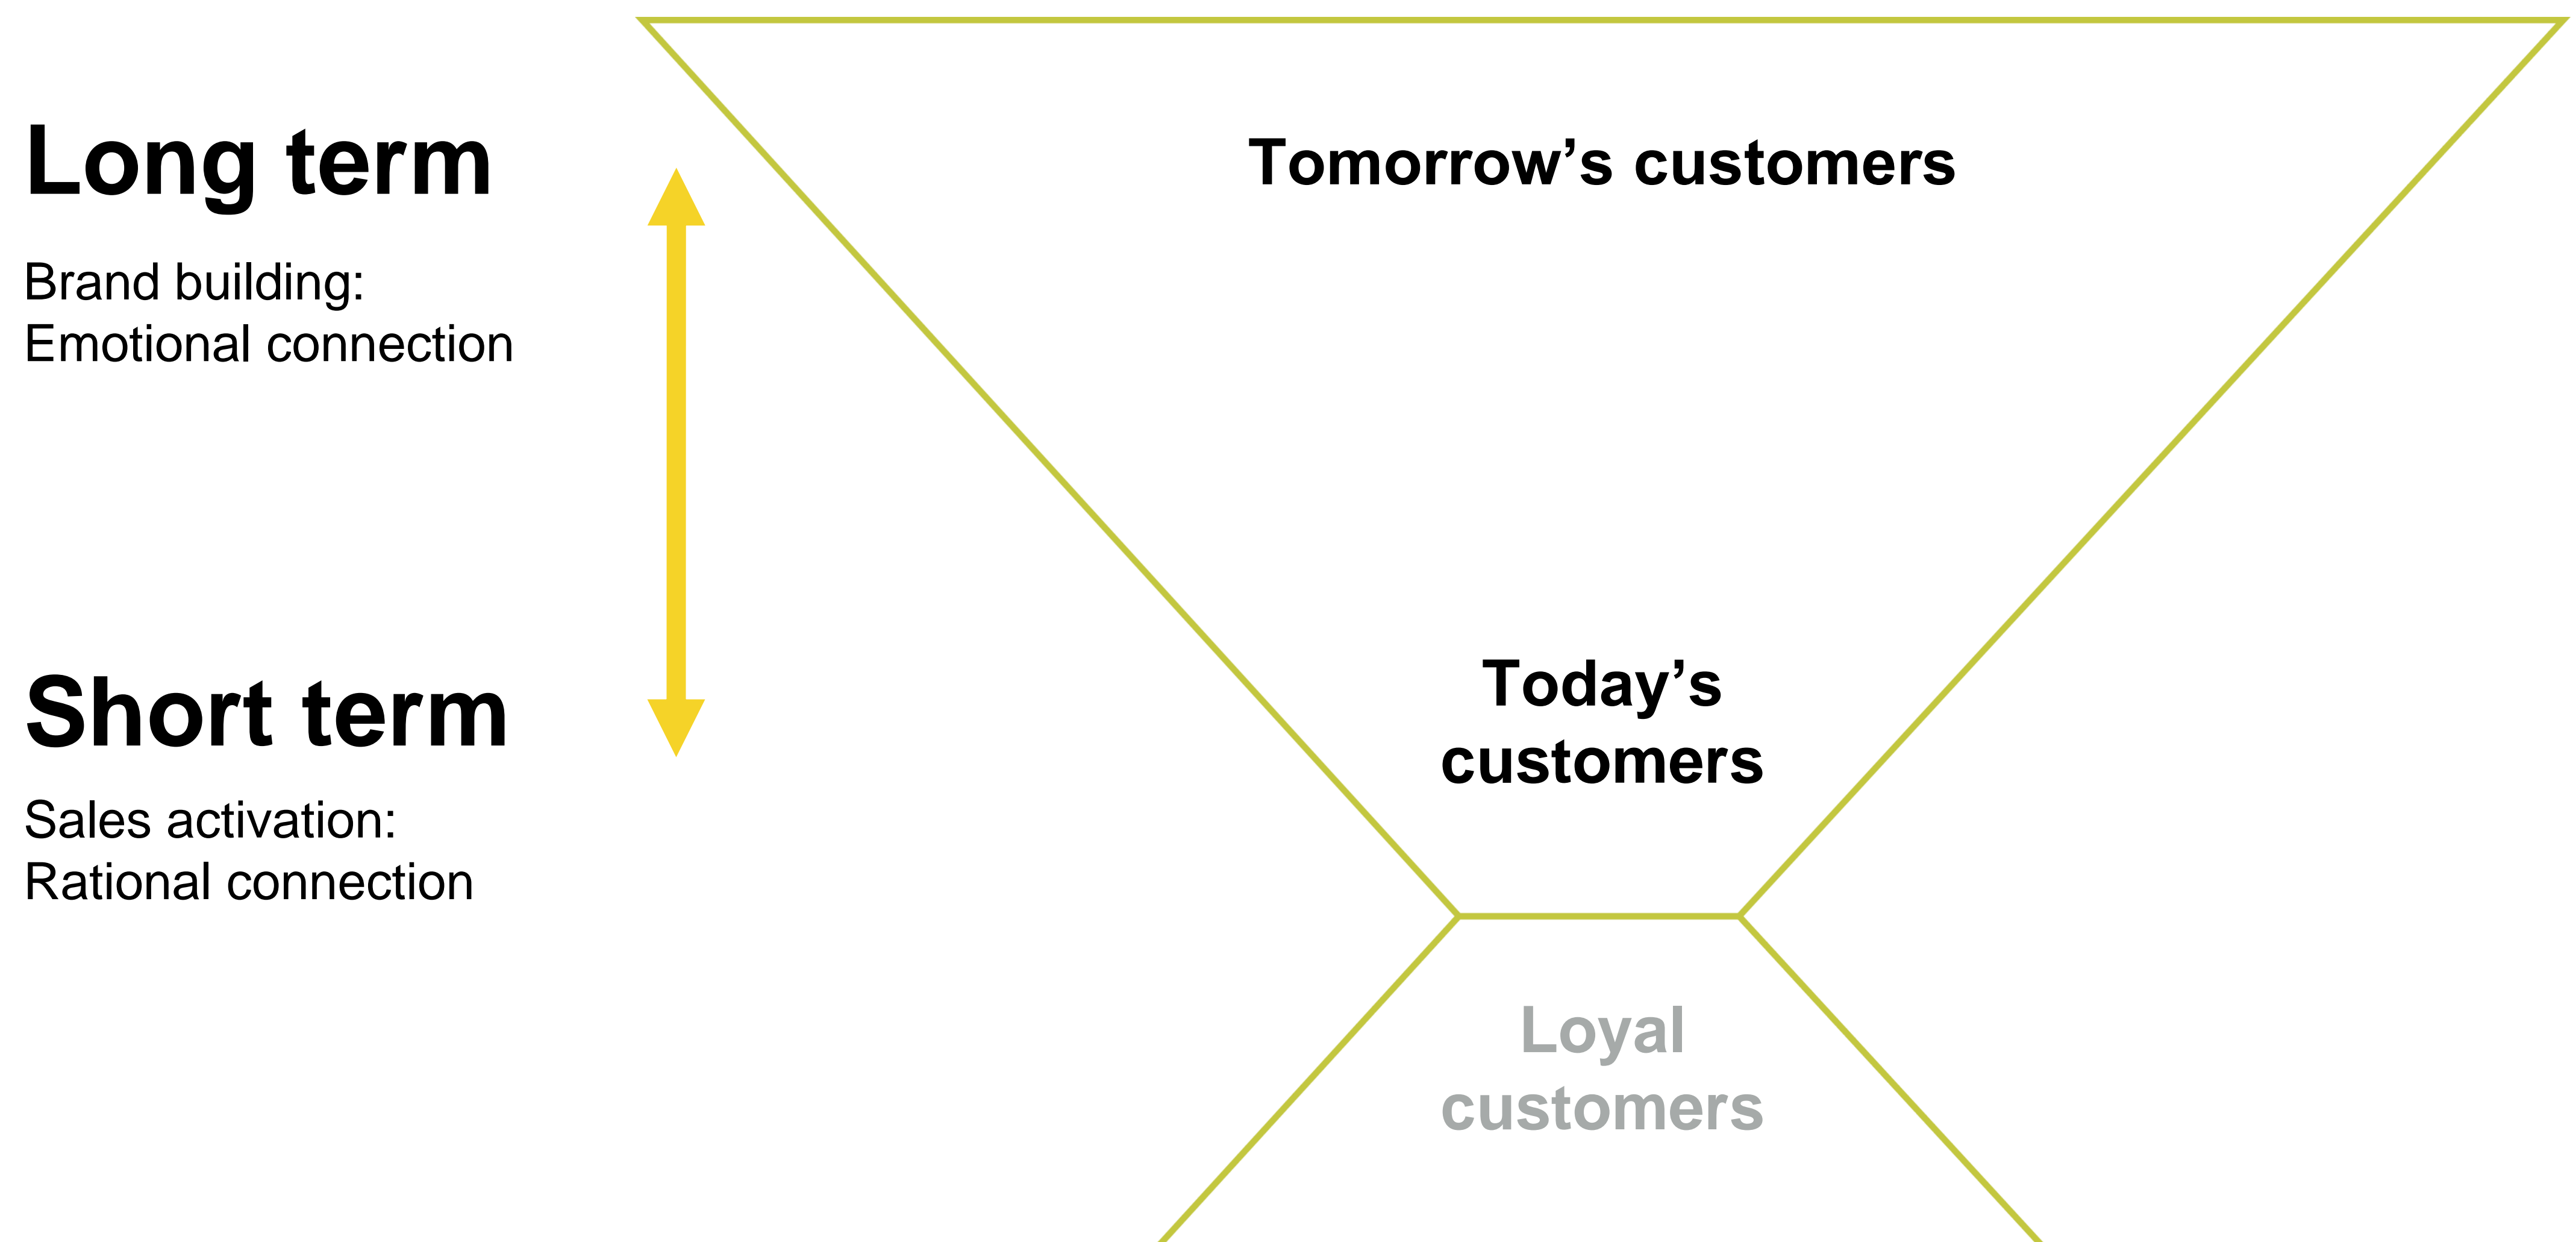 Long term
Brand building:
Emotional connection
Tomorrow’s customers
Short term
Sales activation:
Rational connection
Today’s
customers
Loyal
customers